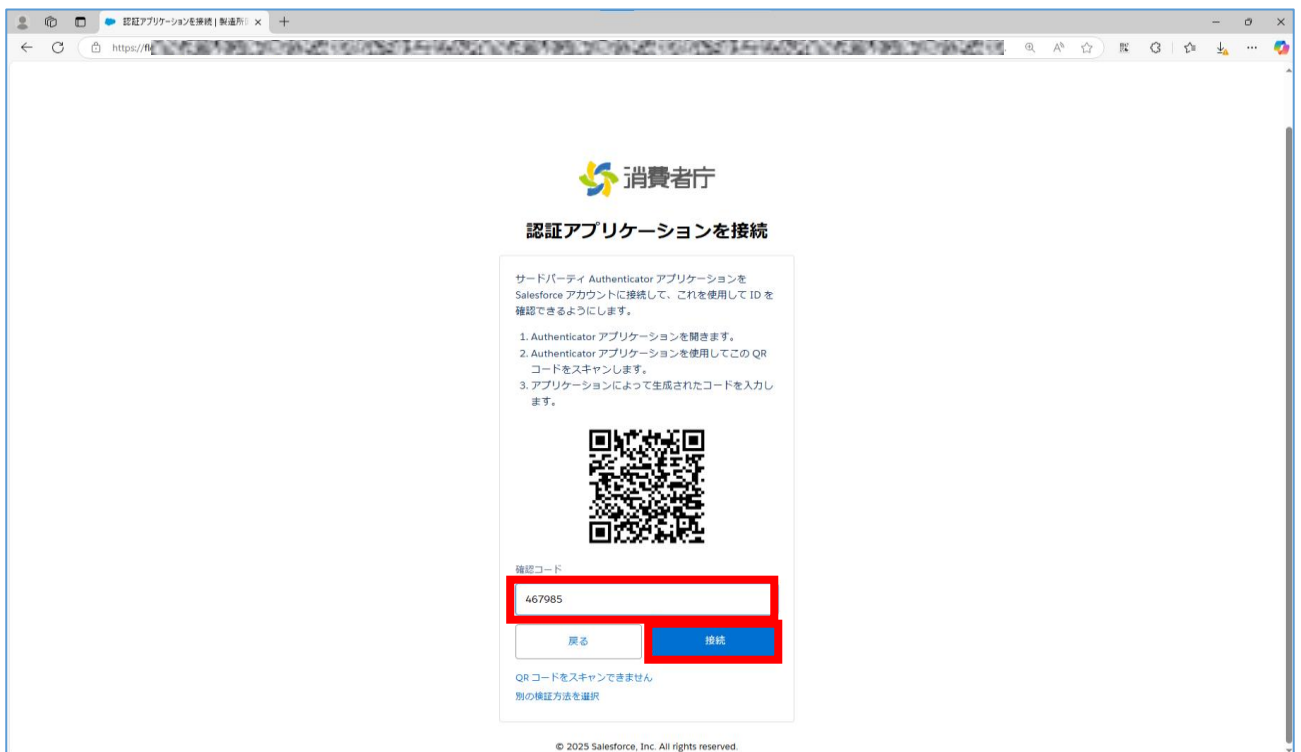 認証アプリケーションを接続 | 製造所
https://fl
消費者庁
認証アプリケーションを接続
サードパーティ Authenticator アプリケーションを
Salesforce アカウントに接続して、これを使用して ID を
確認できるようにします。
1. Authenticator アプリケーションを開きます。
2. Authenticator アプリケーションを使用してこの QR
コードをスキャンします。
3. アプリケーションによって生成されたコードを入力し
ます。
確認コード
467985
戻る
接続
QR コードをスキャンできません
別の検証方法を選択
© 2025 Salesforce, Inc. All rights reserved.